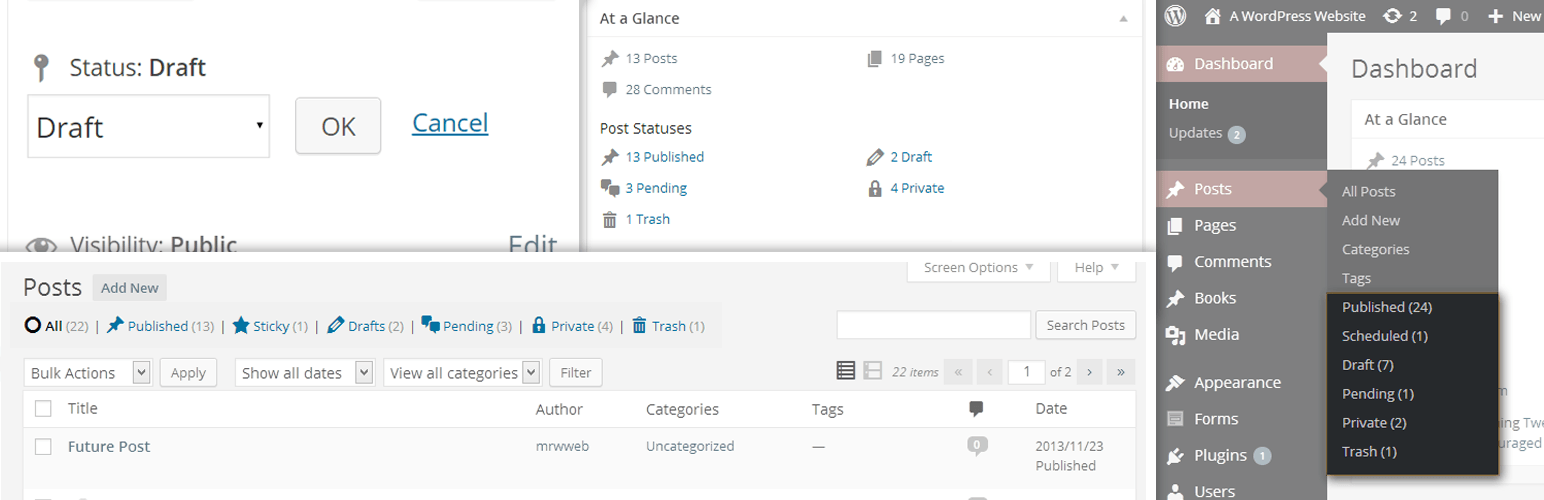 Status: Draft
Draft
OK
Cancel
Visibility: Public
Edit
At a Glance
13 Posts
19 Pages
28 Comments
Post Statuses
13 Published
2 Draft
3 Pending
4 Private
1 Trash
Posts Add New
Screen Options
Help
All (22) | Published (13) | Sticky (1) | Drafts (2) | Pending (3) | Private (4) | Trash (1)
Search Posts
Bulk Actions
Apply
Show all dates
View all categories
Filter
22 items « ‹ 1 of 2 › »
Title Author Categories Tags Date
Future Post mrwweb Uncategorized — 0 2013/11/23
Published
A WordPress Website 2 0 New
Dashboard
Home
Updates 2
Posts
Pages
Comments
Books
Media
Appearance
Forms
Plugins 1
Users
Dashboard
At a Glance
24 Posts
All Posts
Add New
Categories
Tags
Published (24)
Scheduled (1)
Draft (7)
Pending (1)
Private (2)
Trash (1)